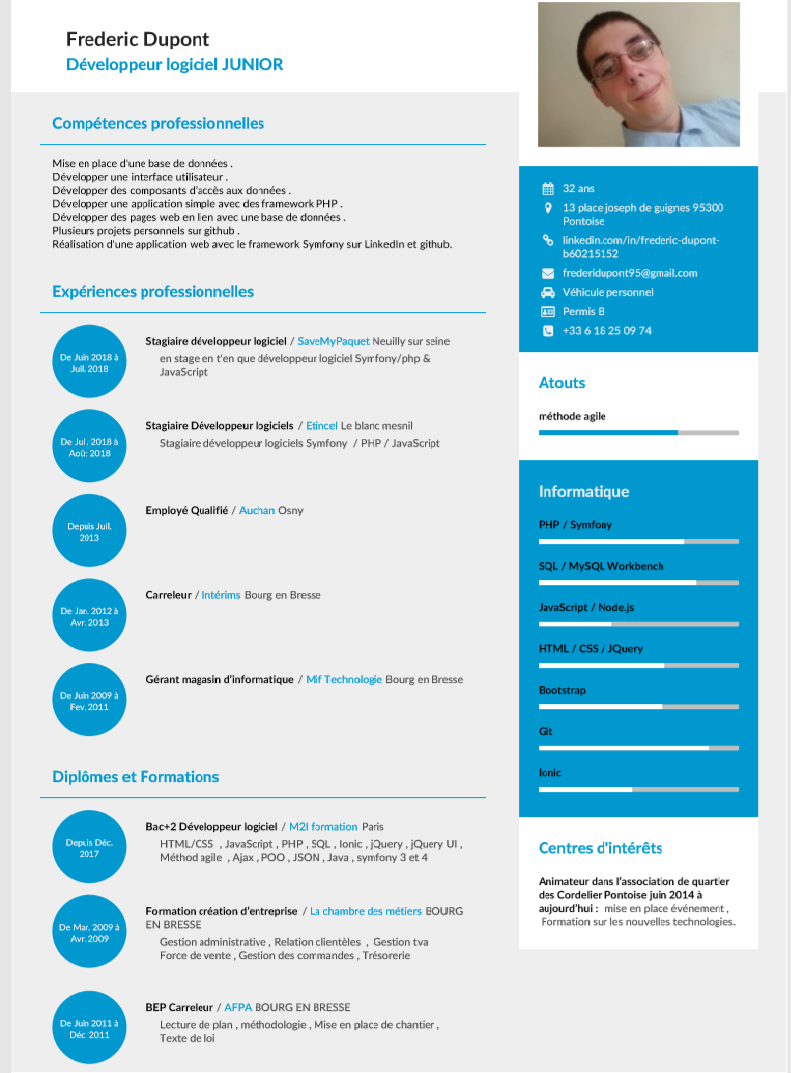 Frederic Dupont
Développeur logiciel JUNIOR
Compétences professionnelles
Mise en place d'une base de données .
Développer une interface utilisateur .
Développer des composants d'accès aux données .
Développer une application simple avec des framework PHP .
Développer des pages web en lien avec une base de données .
Plusieurs projets personnels sur github .
Réalisation d'une application web avec le framework Symfony sur LinkedIn et github.
Expériences professionnelles
De Juin 2018 à
Juil. 2018
Stagiaire développeur logiciel / SaveMyPaquet Neuilly sur seine
en stage en t'en que développeur logiciel Symfony/php &
JavaScript
De Jul. 2018 à
Aoû. 2018
Stagiaire Développeur logiciels / Etincel Le blanc mesnil
Stagiaire développeur logiciels Symfony / PHP / JavaScript
Depuis Juil.
2013
Employé Qualifié / Auchan Osny
De Jan. 2012 à
Avr. 2013
Carreleur / Intérims Bourg en Bresse
De Juin 2009 à
Fev. 2011
Gérant magasin d'informatique / Mif Technologie Bourg en Bresse
Diplômes et Formations
Depuis Déc.
2017
Bac+2 Développeur logiciel / M2I formation Paris
HTML/CSS , JavaScript , PHP , SQL , Ionic , jQuery , jQuery UI ,
Méthod agile , Ajax , POO , JSON , Java , symfony 3 et 4
De Mar. 2009 à
Avr. 2009
Formation création d'entreprise / La chambre des métiers BOURG
EN BRESSE
Gestion administrative , Relation clientèles , Gestion tva
Force de vente , Gestion des commandes , Trésorerie
De Juin 2011 à
Déc 2011
BEP Carreleur / AFPA BOURG EN BRESSE
Lecture de plan , méthodologie , Mise en place de chantier ,
Texte de loi
32 ans
13 place joseph de guignes 95300
Pontoise
linkedin.com/in/frederic-dupont-
b60215152
frederidupont95@gmail.com
Véhicule personnel
Permis B
+33 6 18 25 09 74
Atouts
méthode agile
Informatique
PHP / Symfony
SQL / MySQL Workbench
JavaScript / Node.js
HTML / CSS / JQuery
Bootstrap
Git
Ionic
Centres d'intérêts
Animateur dans l'association de quartier
des Cordelier Pontoise juin 2014 à
aujourd'hui : mise en place événement ,
Formation sur les nouvelles technologies.